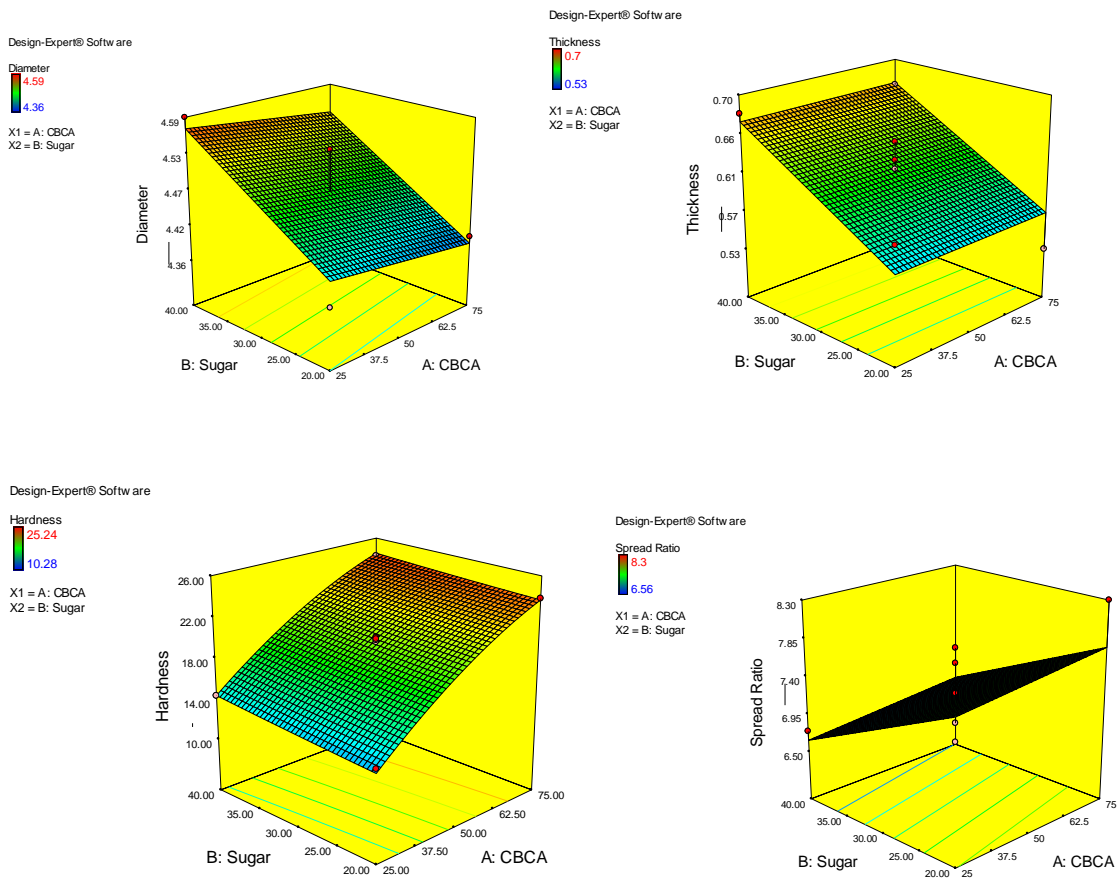 Design-Expert® Software
Diameter
4.59
4.36
X1 = A: CBCA
X2 = B: Sugar
Diameter
4.59
4.53
4.47
4.42
4.36
40.00
35.00
30.00
25.00
20.00
25
37.5
50
62.5
75
B: Sugar
A: CBCA
Design-Expert® Software
Thickness
0.7
0.53
X1 = A: CBCA
X2 = B: Sugar
Thickness
0.70
0.66
0.61
0.57
0.53
40.00
35.00
30.00
25.00
20.00
25
37.5
50
62.5
75
B: Sugar
A: CBCA
Design-Expert® Software
Hardness
25.24
10.28
X1 = A: CBCA
X2 = B: Sugar
Hardness
26.00
22.00
18.00
14.00
10.00
40.00
35.00
30.00
25.00
20.00
25.00
37.50
50.00
62.50
75.00
B: Sugar
A: CBCA
Design-Expert® Software
Spread Ratio
8.3
6.56
X1 = A: CBCA
X2 = B: Sugar
Spread Ratio
8.30
7.85
7.40
6.95
6.50
40.00
35.00
30.00
25.00
20.00
25
37.5
50
62.5
75
B: Sugar
A: CBCA